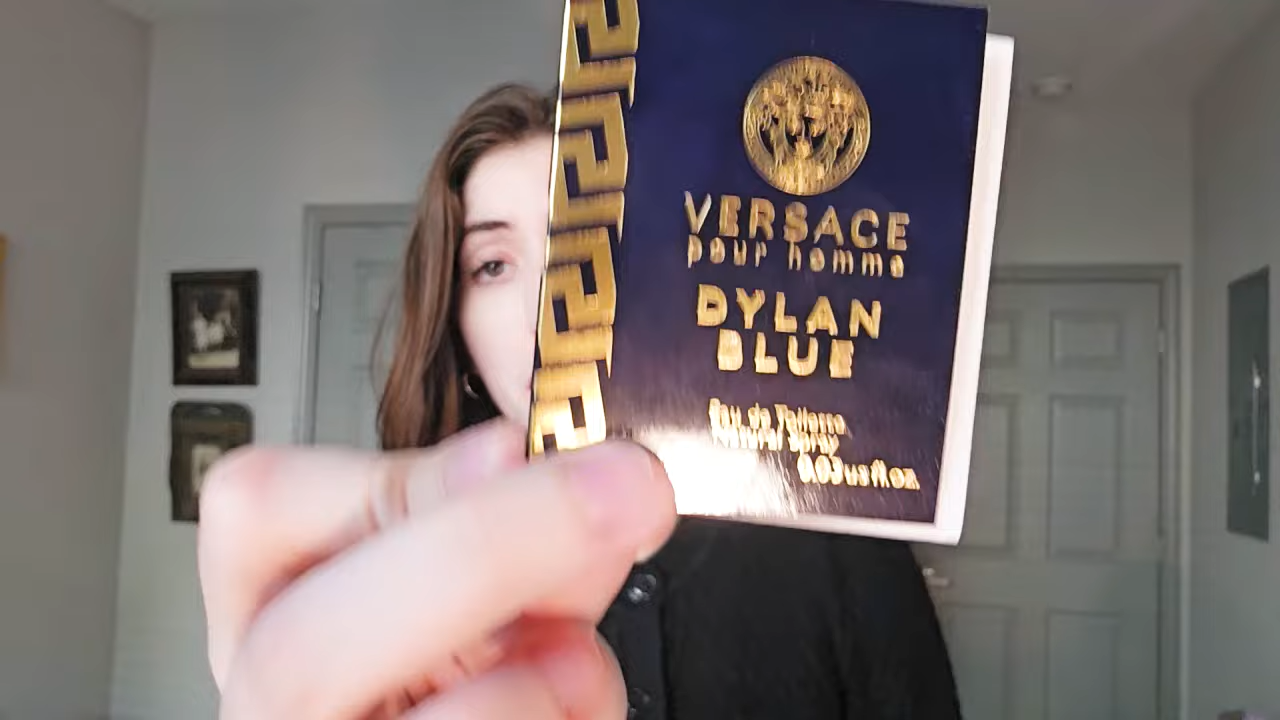 VERSACE
pour homme
DYLAN
BLUE
Eau de Toilette
Natural Spray
0.03 us fl oz.